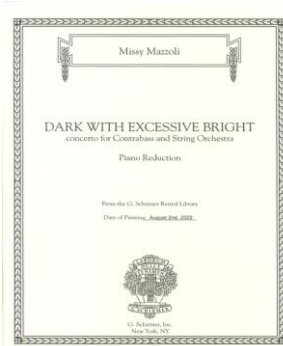 Missy Mazzoli
DARK WITH EXCESSIVE BRIGHT
concerto for Contrabass and String Orchestra
Piano Reduction
From the G. Schirmer Rental Library
Date of Printing: August 2nd, 2022
G. Schirmer, Inc.
New York, NY